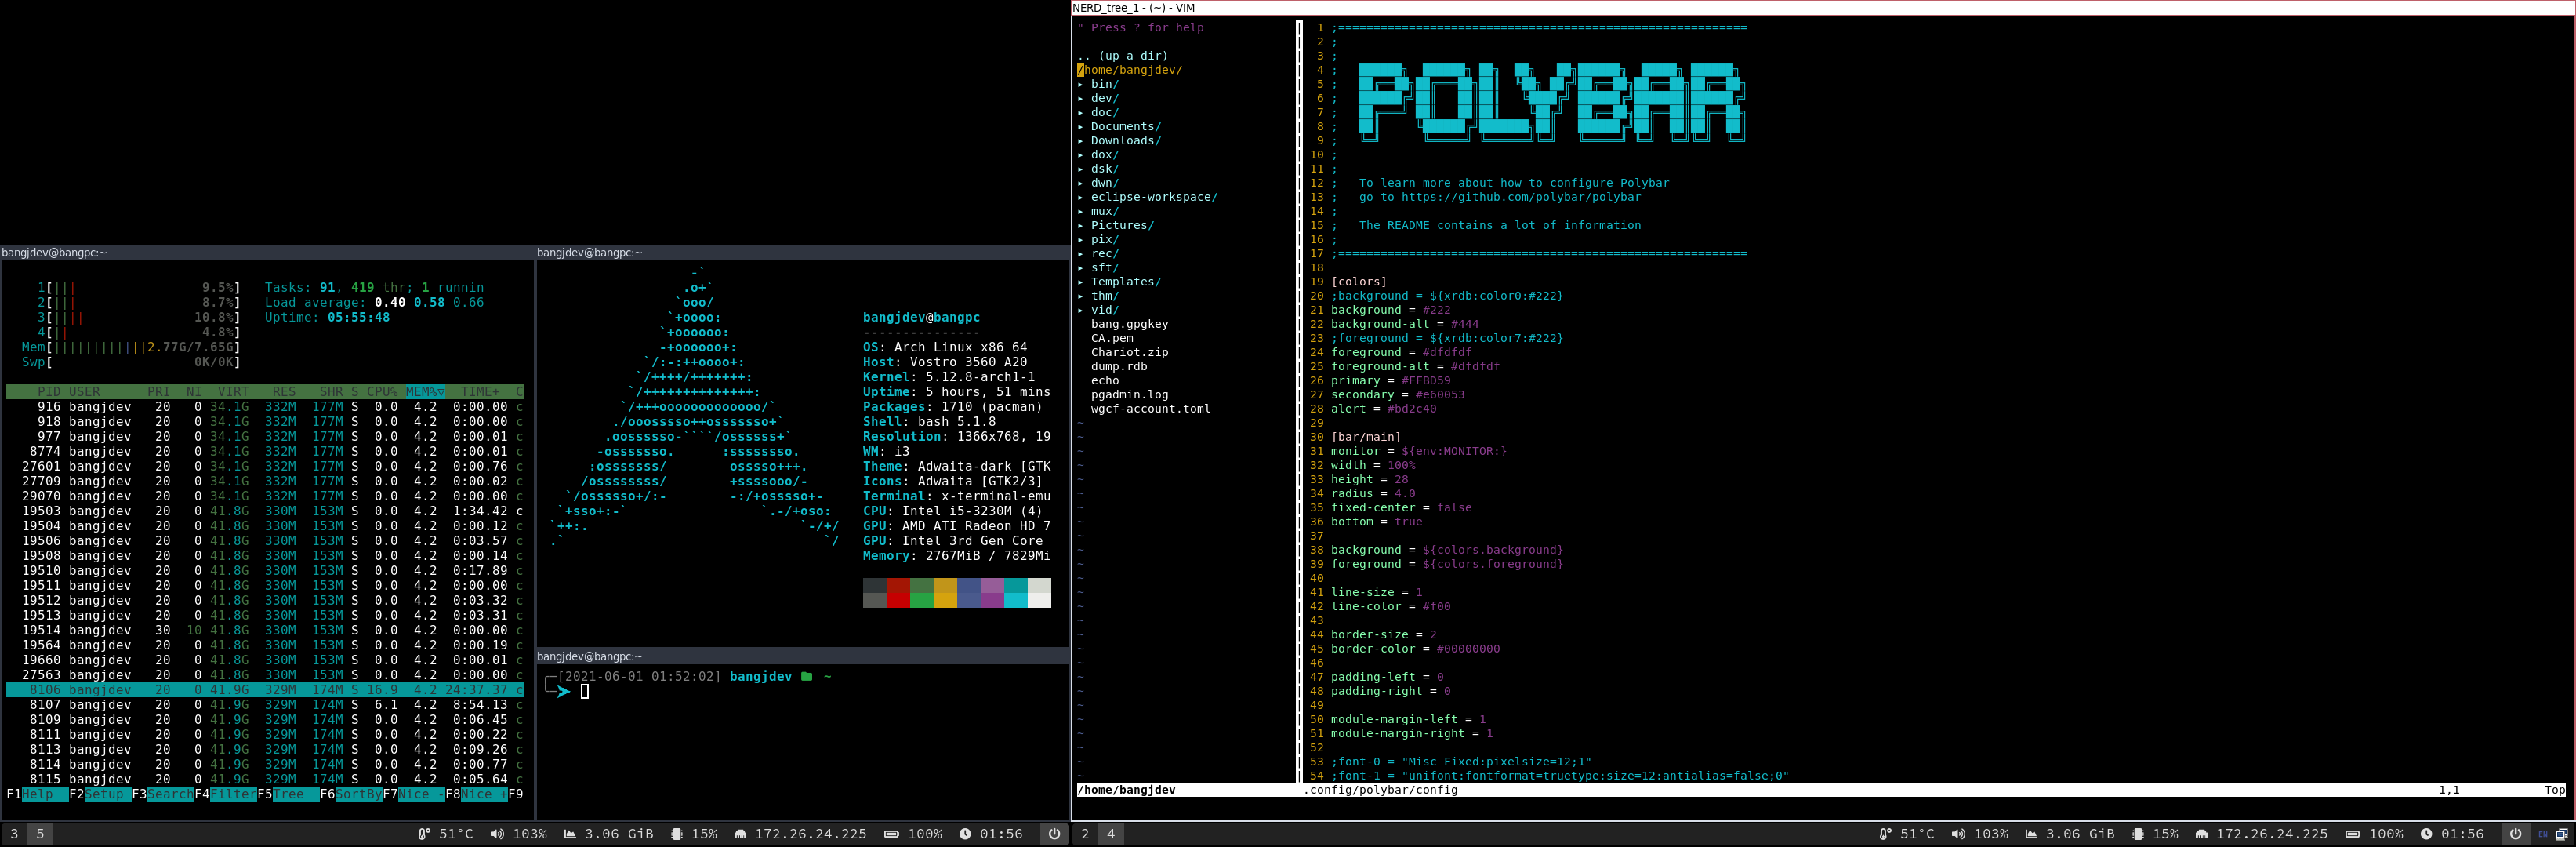 bangjdev@bangpc:~
1[||| 9.5%] Tasks: 91, 419 thr; 1 runnin
2[||| 8.7%] Load average: 0.40 0.58 0.66
3[|||| 10.8%] Uptime: 05:55:48
4[|| 4.8%]
Mem[||||||||||||2.77G/7.65G]
Swp[ 0K/0K]
PID USER PRI NI VIRT RES SHR S CPU% MEM%▽ TIME+ C
916 bangjdev 20 0 34.1G 332M 177M S 0.0 4.2 0:00.00 c
918 bangjdev 20 0 34.1G 332M 177M S 0.0 4.2 0:00.00 c
977 bangjdev 20 0 34.1G 332M 177M S 0.0 4.2 0:00.01 c
8774 bangjdev 20 0 34.1G 332M 177M S 0.0 4.2 0:00.01 c
27601 bangjdev 20 0 34.1G 332M 177M S 0.0 4.2 0:00.76 c
27709 bangjdev 20 0 34.1G 332M 177M S 0.0 4.2 0:00.02 c
29070 bangjdev 20 0 34.1G 332M 177M S 0.0 4.2 0:00.00 c
19503 bangjdev 20 0 41.8G 330M 153M S 0.0 4.2 1:34.42 c
19504 bangjdev 20 0 41.8G 330M 153M S 0.0 4.2 0:00.12 c
19506 bangjdev 20 0 41.8G 330M 153M S 0.0 4.2 0:03.57 c
19508 bangjdev 20 0 41.8G 330M 153M S 0.0 4.2 0:00.14 c
19510 bangjdev 20 0 41.8G 330M 153M S 0.0 4.2 0:17.89 c
19511 bangjdev 20 0 41.8G 330M 153M S 0.0 4.2 0:00.00 c
19512 bangjdev 20 0 41.8G 330M 153M S 0.0 4.2 0:03.32 c
19513 bangjdev 20 0 41.8G 330M 153M S 0.0 4.2 0:03.31 c
19514 bangjdev 30 10 41.8G 330M 153M S 0.0 4.2 0:00.00 c
19564 bangjdev 20 0 41.8G 330M 153M S 0.0 4.2 0:00.19 c
19660 bangjdev 20 0 41.8G 330M 153M S 0.0 4.2 0:00.01 c
27563 bangjdev 20 0 41.8G 330M 153M S 0.0 4.2 0:00.00 c
8106 bangjdev 20 0 41.9G 329M 174M S 16.9 4.2 24:37.37 c
8107 bangjdev 20 0 41.9G 329M 174M S 6.1 4.2 8:54.13 c
8109 bangjdev 20 0 41.9G 329M 174M S 0.0 4.2 0:06.45 c
8111 bangjdev 20 0 41.9G 329M 174M S 0.0 4.2 0:00.22 c
8113 bangjdev 20 0 41.9G 329M 174M S 0.0 4.2 0:09.26 c
8114 bangjdev 20 0 41.9G 329M 174M S 0.0 4.2 0:00.77 c
8115 bangjdev 20 0 41.9G 329M 174M S 0.0 4.2 0:05.64 c
F1Help F2Setup F3SearchF4FilterF5Tree F6SortByF7Nice -F8Nice +F9
bangjdev@bangpc:~
bangjdev@bangpc
---------------
OS: Arch Linux x86_64
Host: Vostro 3560 A20
Kernel: 5.12.8-arch1-1
Uptime: 5 hours, 51 mins
Packages: 1710 (pacman)
Shell: bash 5.1.8
Resolution: 1366x768, 19
WM: i3
Theme: Adwaita-dark [GTK
Icons: Adwaita [GTK2/3]
Terminal: x-terminal-emu
CPU: Intel i5-3230M (4)
GPU: AMD ATI Radeon HD 7
GPU: Intel 3rd Gen Core
Memory: 2767MiB / 7829Mi
bangjdev@bangpc:~
[2021-06-01 01:52:02] bangjdev ~
3 5 51°C 103% 3.06 GiB 15% 172.26.24.225 100% 01:56
NERD_tree_1 - (~) - VIM
" Press ? for help
.. (up a dir)
/home/bangjdev/
▸ bin/
▸ dev/
▸ doc/
▸ Documents/
▸ Downloads/
▸ dox/
▸ dsk/
▸ dwn/
▸ eclipse-workspace/
▸ mux/
▸ Pictures/
▸ pix/
▸ rec/
▸ sft/
▸ Templates/
▸ thm/
▸ vid/
bang.gpgkey
CA.pem
Chariot.zip
dump.rdb
echo
pgadmin.log
wgcf-account.toml
1 ;==========================================================
2 ;
3 ;
4 ;
5 ;
6 ; POLYBAR
7 ;
8 ;
9 ;
10 ;
11 ;
12 ; To learn more about how to configure Polybar
13 ; go to https://github.com/polybar/polybar
14 ;
15 ; The README contains a lot of information
16 ;
17 ;==========================================================
18
19 [colors]
20 ;background = ${xrdb:color0:#222}
21 background = #222
22 background-alt = #444
23 ;foreground = ${xrdb:color7:#222}
24 foreground = #dfdfdf
25 foreground-alt = #dfdfdf
26 primary = #FFBD59
27 secondary = #e60053
28 alert = #bd2c40
29
30 [bar/main]
31 monitor = ${env:MONITOR:}
32 width = 100%
33 height = 28
34 radius = 4.0
35 fixed-center = false
36 bottom = true
37
38 background = ${colors.background}
39 foreground = ${colors.foreground}
40
41 line-size = 1
42 line-color = #f00
43
44 border-size = 2
45 border-color = #00000000
46
47 padding-left = 0
48 padding-right = 0
49
50 module-margin-left = 1
51 module-margin-right = 1
52
53 ;font-0 = "Misc Fixed:pixelsize=12;1"
54 ;font-1 = "unifont:fontformat=truetype:size=12:antialias=false;0"
/home/bangjdev .config/polybar/config 1,1 Top
2 4 51°C 103% 3.06 GiB 15% 172.26.24.225 100% 01:56 EN